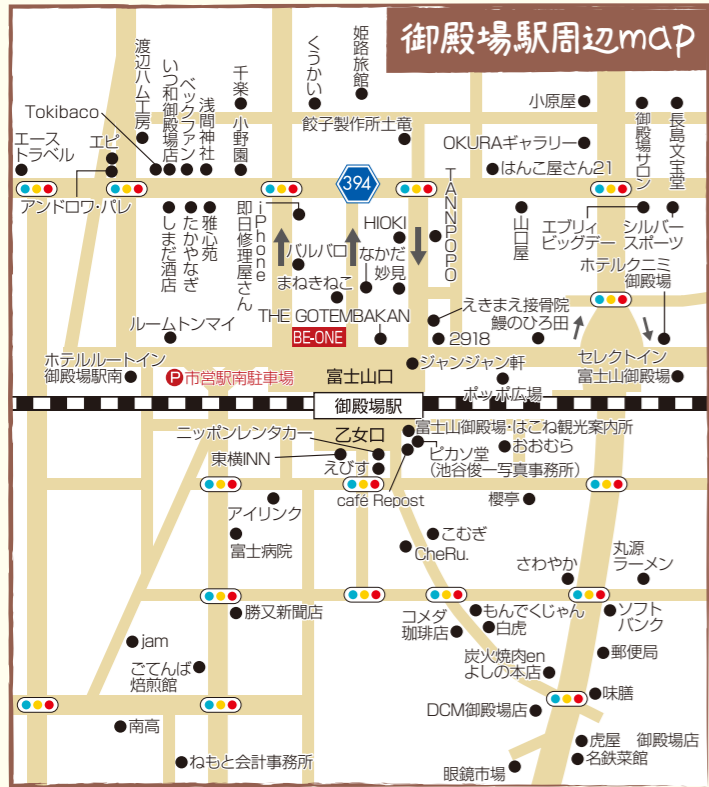 御殿場駅周辺map
渡辺ハム工房
いつ和御殿場店
ベックファン
浅間神社
千楽
小野園
くうかい
姫路旅館
餃子製作所土竜
小原屋
御殿場サロン
長島文宝堂
Tokibaco
OKURAギャラリー
エース
トラベル
エピ
はんこ屋さん21
394
アンドロワ・パレ
しまだ酒店
たかやなぎ
雅心苑
iPhone
即日修理屋さん
バルバロ
まねきねこ
HIOKI
なかだ
妙見
TANNPOPO
山口屋
エブリィ
ビッグデー
シルバー
スポーツ
ホテルクニミ
御殿場
ルームトンマイ
THE GOTEMBAKAN
BE-ONE
えきまえ接骨院
鰻のひろ田
2918
ホテルルートイン
御殿場駅南
P市営駅南駐車場
富士山口
ジャンジャン軒
ポッポ広場
セレクトイン
富士山御殿場
御殿場駅
ニッポンレンタカー
乙女口
富士山御殿場・はこね観光案内所
東横INN
えびす
ピカソ堂
(池谷俊一写真事務所)
おおむら
café Repost
アイリンク
櫻亭
富士病院
こむぎ
CheRu.
さわやか
丸源
ラーメン
勝又新聞店
コメダ
珈琲店
もんでくじゃん
白虎
ソフト
バンク
jam
ごてんば
焙煎館
炭火焼肉en
よしの本店
郵便局
南高
DCM御殿場店
味膳
ねもと会計事務所
眼鏡市場
虎屋 御殿場店
名鉄菜館